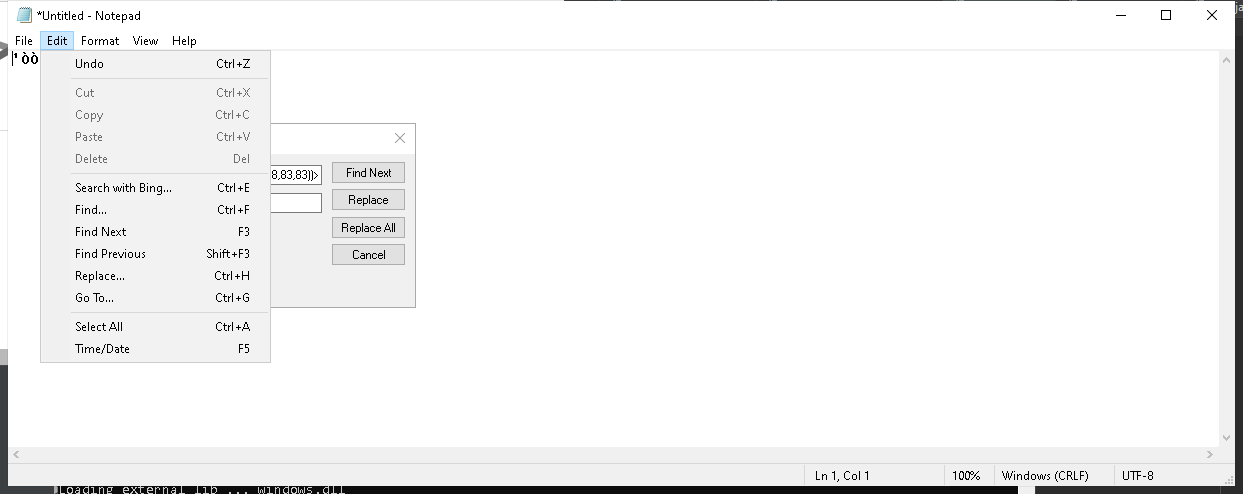 *Untitled - Notepad
File Edit Format View Help
' òò
Undo Ctrl+Z
Cut Ctrl+X
Copy Ctrl+C
Paste Ctrl+V
Delete Del
Search with Bing... Ctrl+E
Find... Ctrl+F
Find Next F3
Find Previous Shift+F3
Replace... Ctrl+H
Go To... Ctrl+G
Select All Ctrl+A
Time/Date F5
8,83,83))> Find Next
Replace
Replace All
Cancel
Ln 1, Col 1 100% Windows (CRLF) UTF-8
Loading external lib ... windows.dll